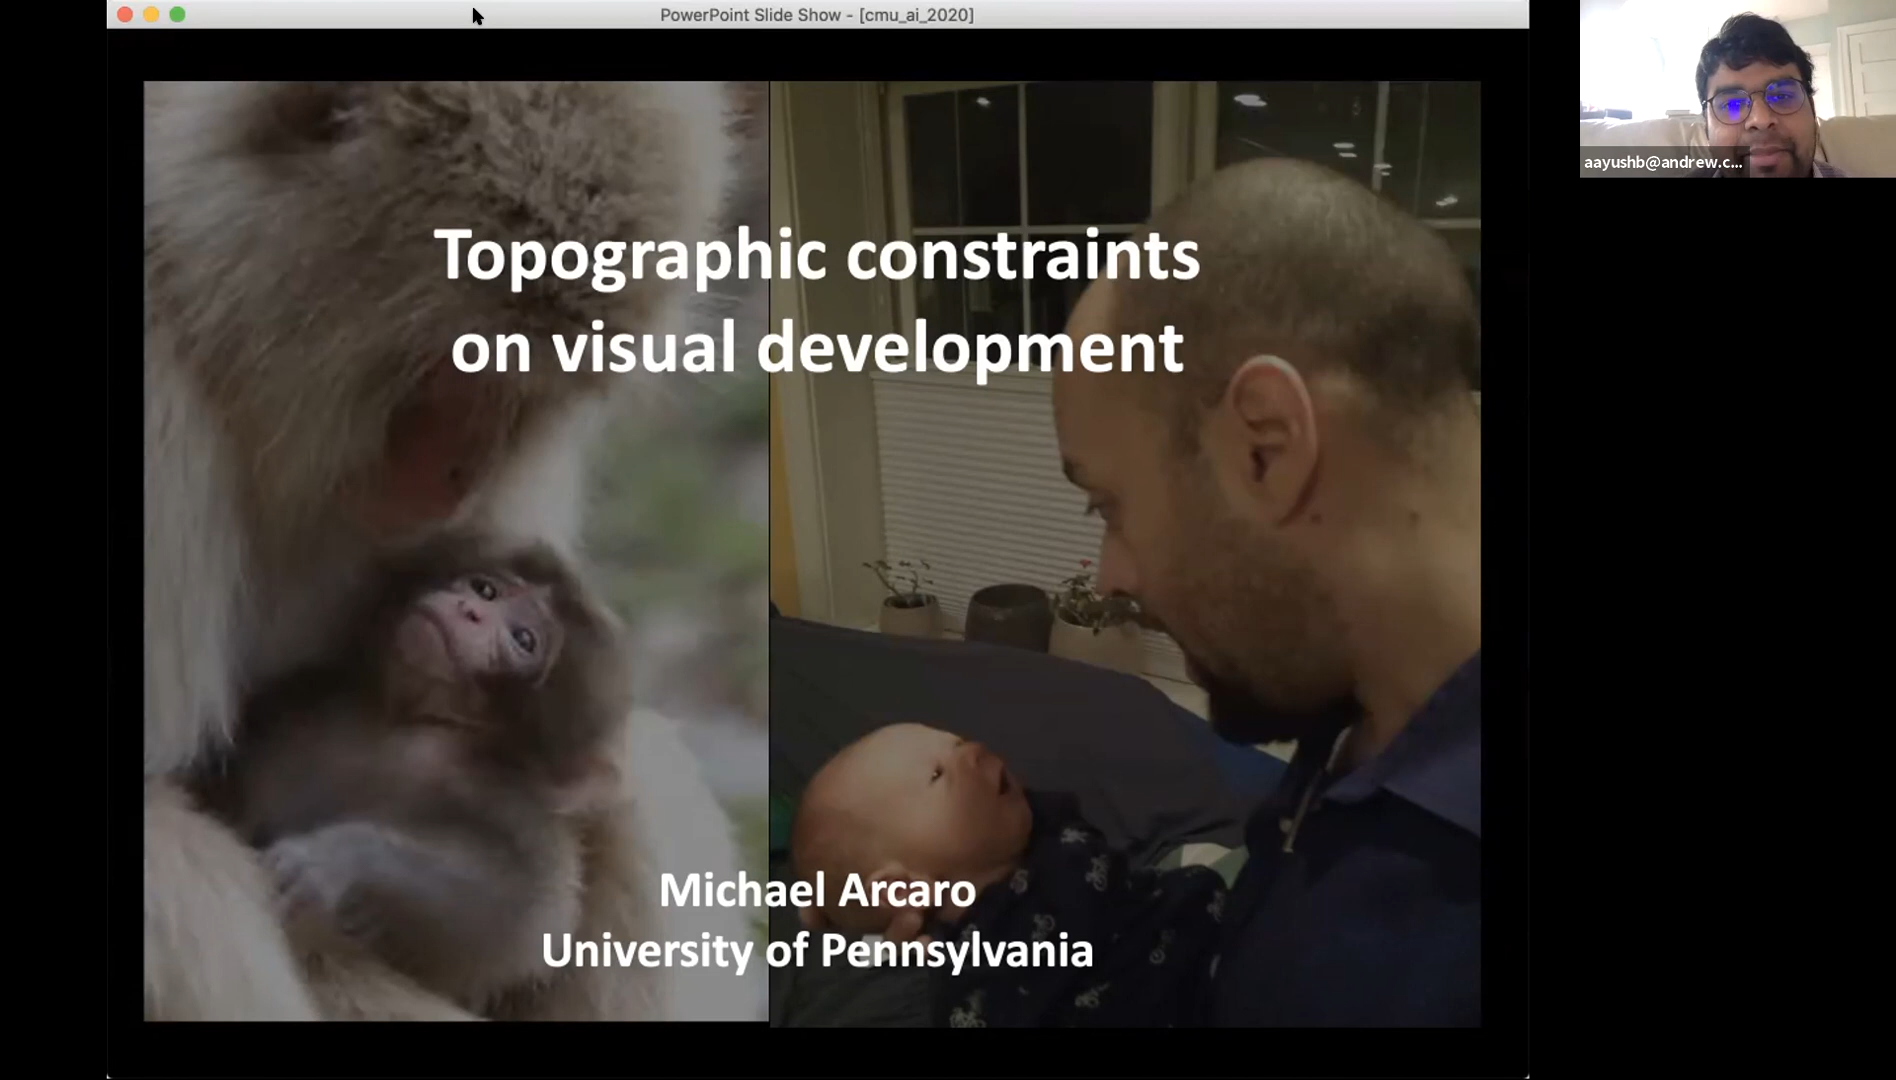 PowerPoint Slide Show - [cmu_ai_2020]
aayushb@andrew.c...
Topographic constraints
on visual development
Michael Arcaro
University of Pennsylvania